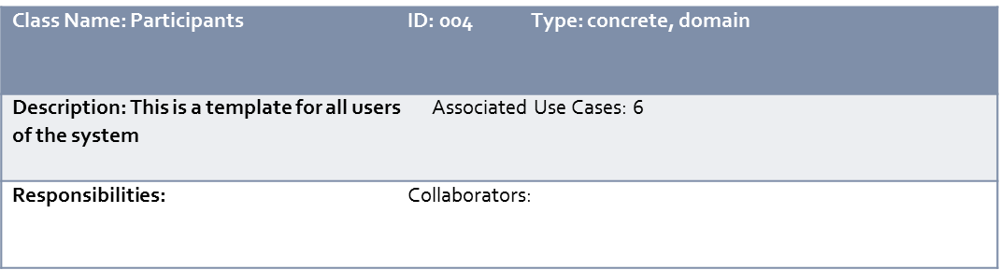 Class Name: Participants ID: 004 Type: concrete, domain
Description: This is a template for all users Associated Use Cases: 6
of the system
Responsibilities: Collaborators: